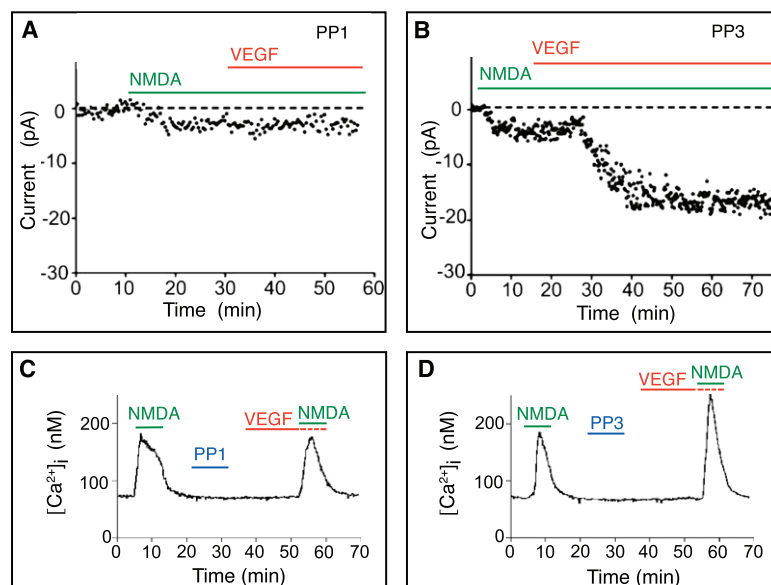 A
PP1
VEGF
NMDA
Current (pA)
0
-10
-20
-30
0 10 20 30 40 50 60
Time (min)
B
PP3
VEGF
NMDA
Current (pA)
0
-10
-20
-30
0 10 20 30 40 50 60 70
Time (min)
C
NMDA
PP1
VEGF
NMDA
[Ca²⁺]i (nM)
200
100
0
0 10 20 30 40 50 60 70
Time (min)
D
NMDA
PP3
VEGF
NMDA
[Ca²⁺]i (nM)
200
100
0
0 10 20 30 40 50 60 70
Time (min)